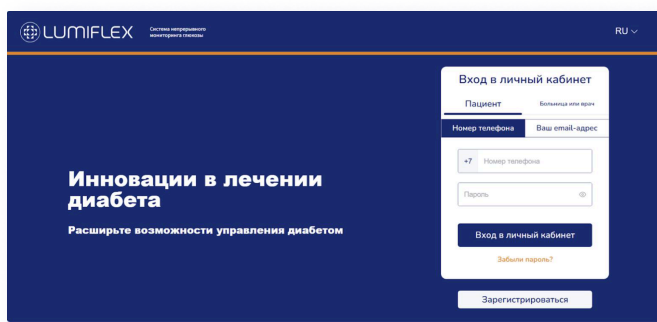 LUMIFLEX
Система непрерывного
мониторинга глюкозы
RU
Вход в личный кабинет
Пациент
Больница или врач
Номер телефона
Ваш email-адрес
+7
Номер телефона
Пароль
Инновации в лечении
диабета
Расширьте возможности управления диабетом
Вход в личный кабинет
Забыли пароль?
Зарегистрироваться